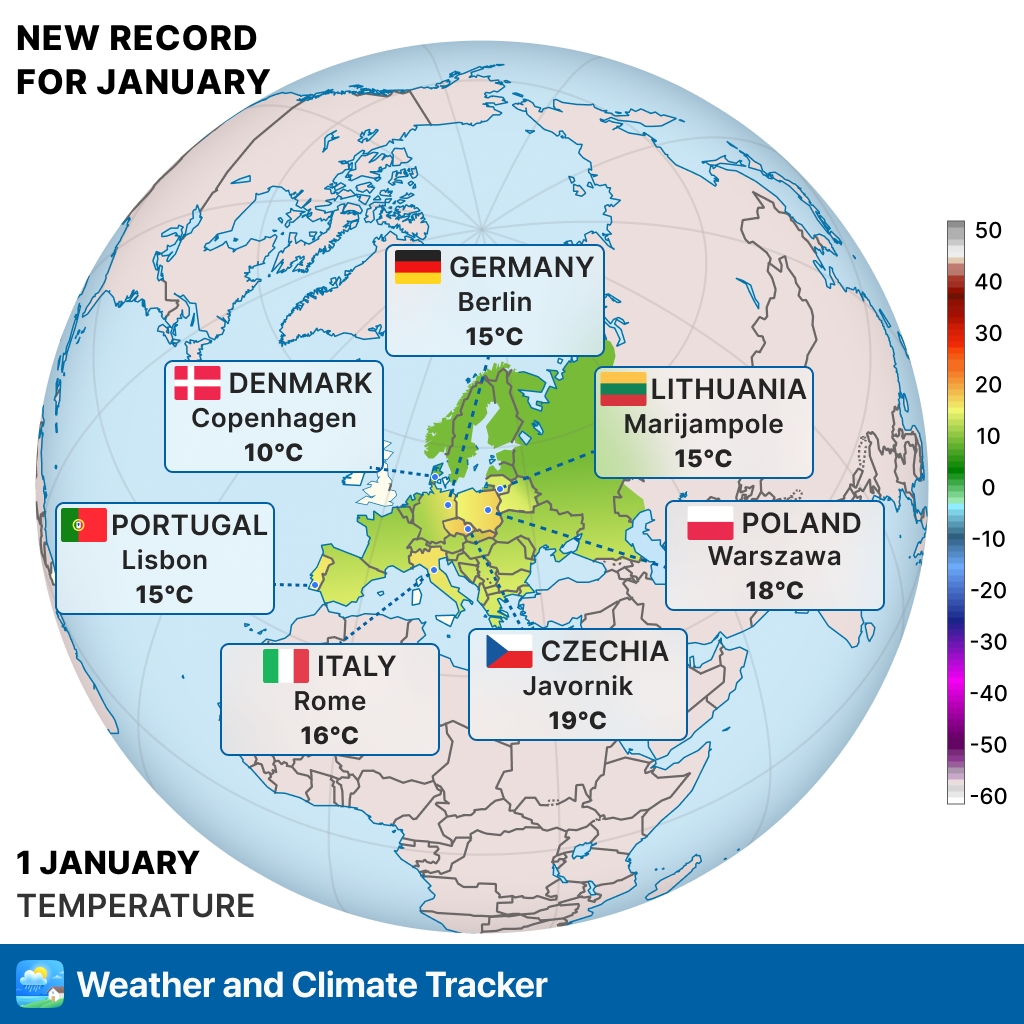 NEW RECORD
FOR JANUARY
GERMANY
Berlin
15°C
DENMARK
Copenhagen
10°C
LITHUANIA
Marijampole
15°C
PORTUGAL
Lisbon
15°C
POLAND
Warszawa
18°C
ITALY
Rome
16°C
CZECHIA
Javornik
19°C
50
40
30
20
10
0
-10
-20
-30
-40
-50
-60
1 JANUARY
TEMPERATURE
Weather and Climate Tracker